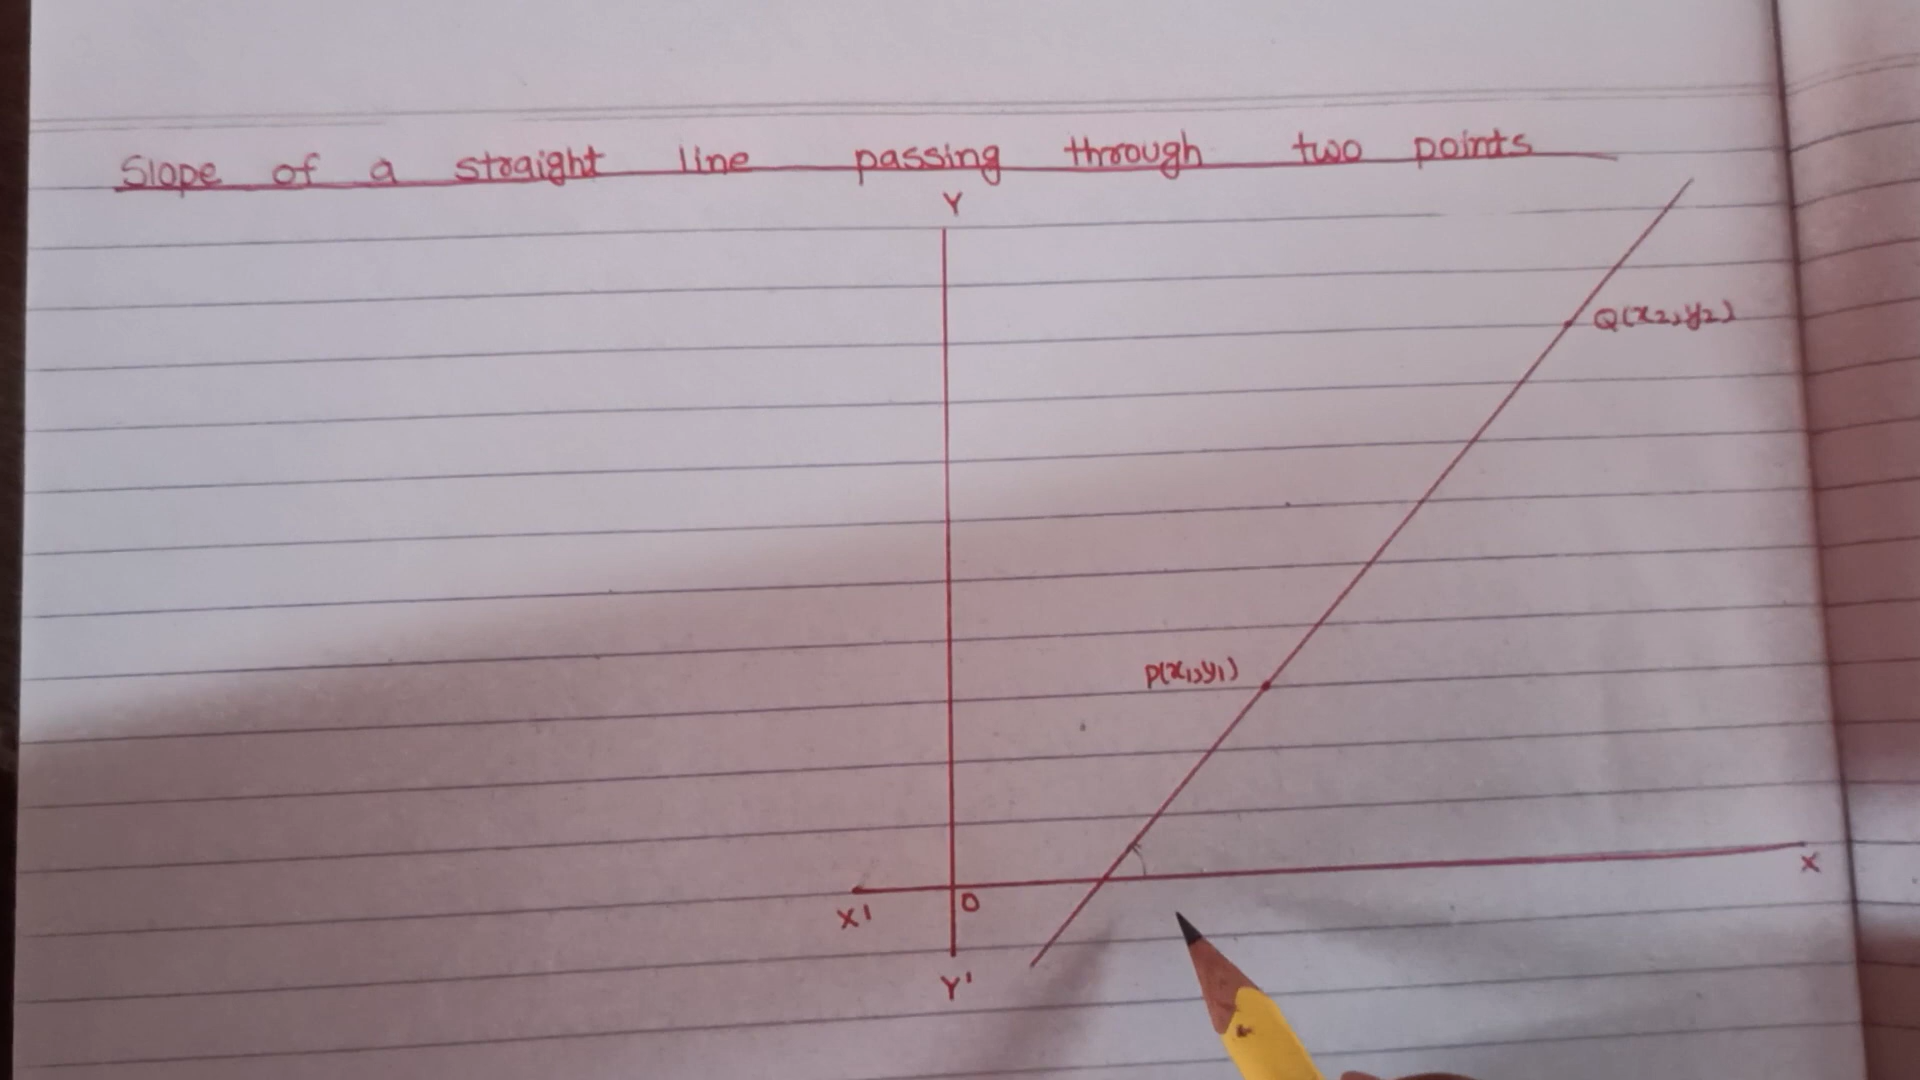 Slope of a straight line passing through two points
Y
Q(x2,y2)
P(x1,y1)
X
X' O
Y'